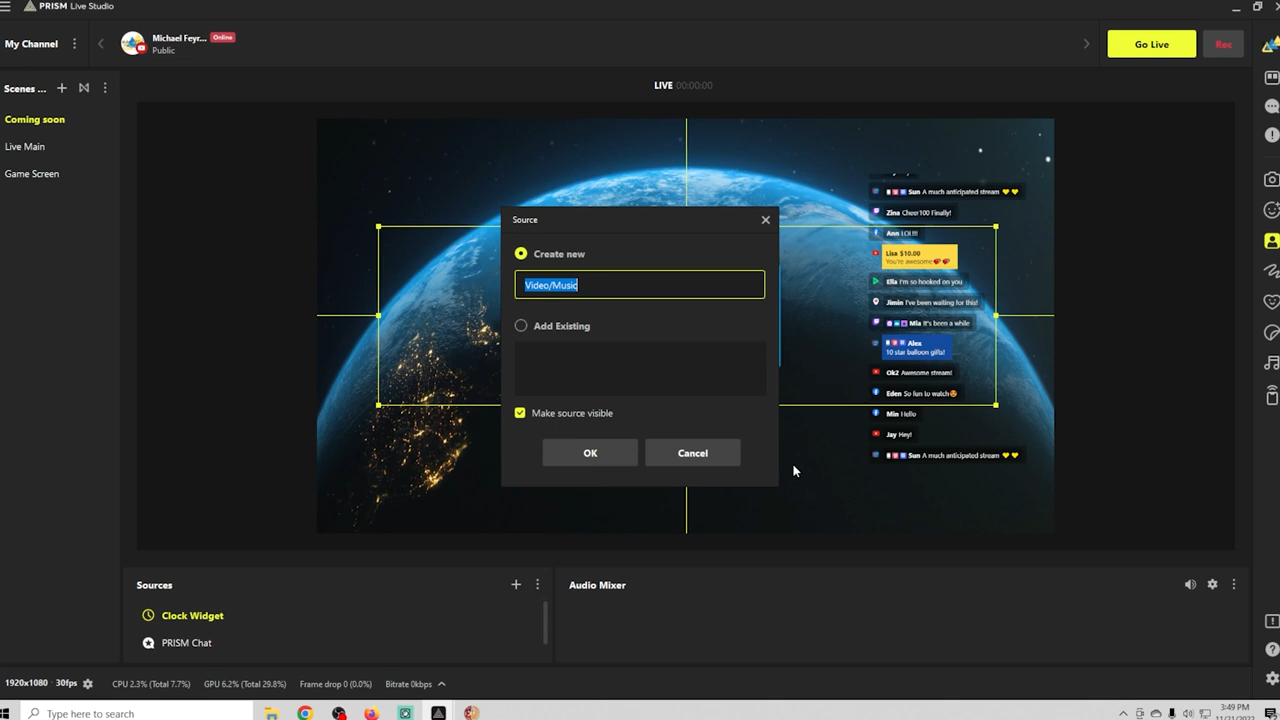 PRISM Live Studio
My Channel
Michael Feyr...
Online
Public
Go Live
Rec
Scenes ...
LIVE 00:00:00
Coming soon
Live Main
Game Screen
Source
Create new
Video/Music
Add Existing
Make source visible
OK
Cancel
Sun A much anticipated stream
Zina Cheer100 Finally!
Ann LOL!!!
Lisa $10.00
You're awesome
Ella I'm so hooked on you
Jimin I've been waiting for this!
Mia It's been a while
Alex
10 star balloon gifts!
Ok2 Awesome stream!
Eden So fun to watch
Min Hello
Jay Hey!
Sun A much anticipated stream
Sources
Audio Mixer
Clock Widget
PRISM Chat
1920x1080 · 30fps
CPU 2.3% (Total 7.7%)
GPU 6.2% (Total 29.8%)
Frame drop 0 (0.0%)
Bitrate 0kbps
Type here to search
3:49 PM